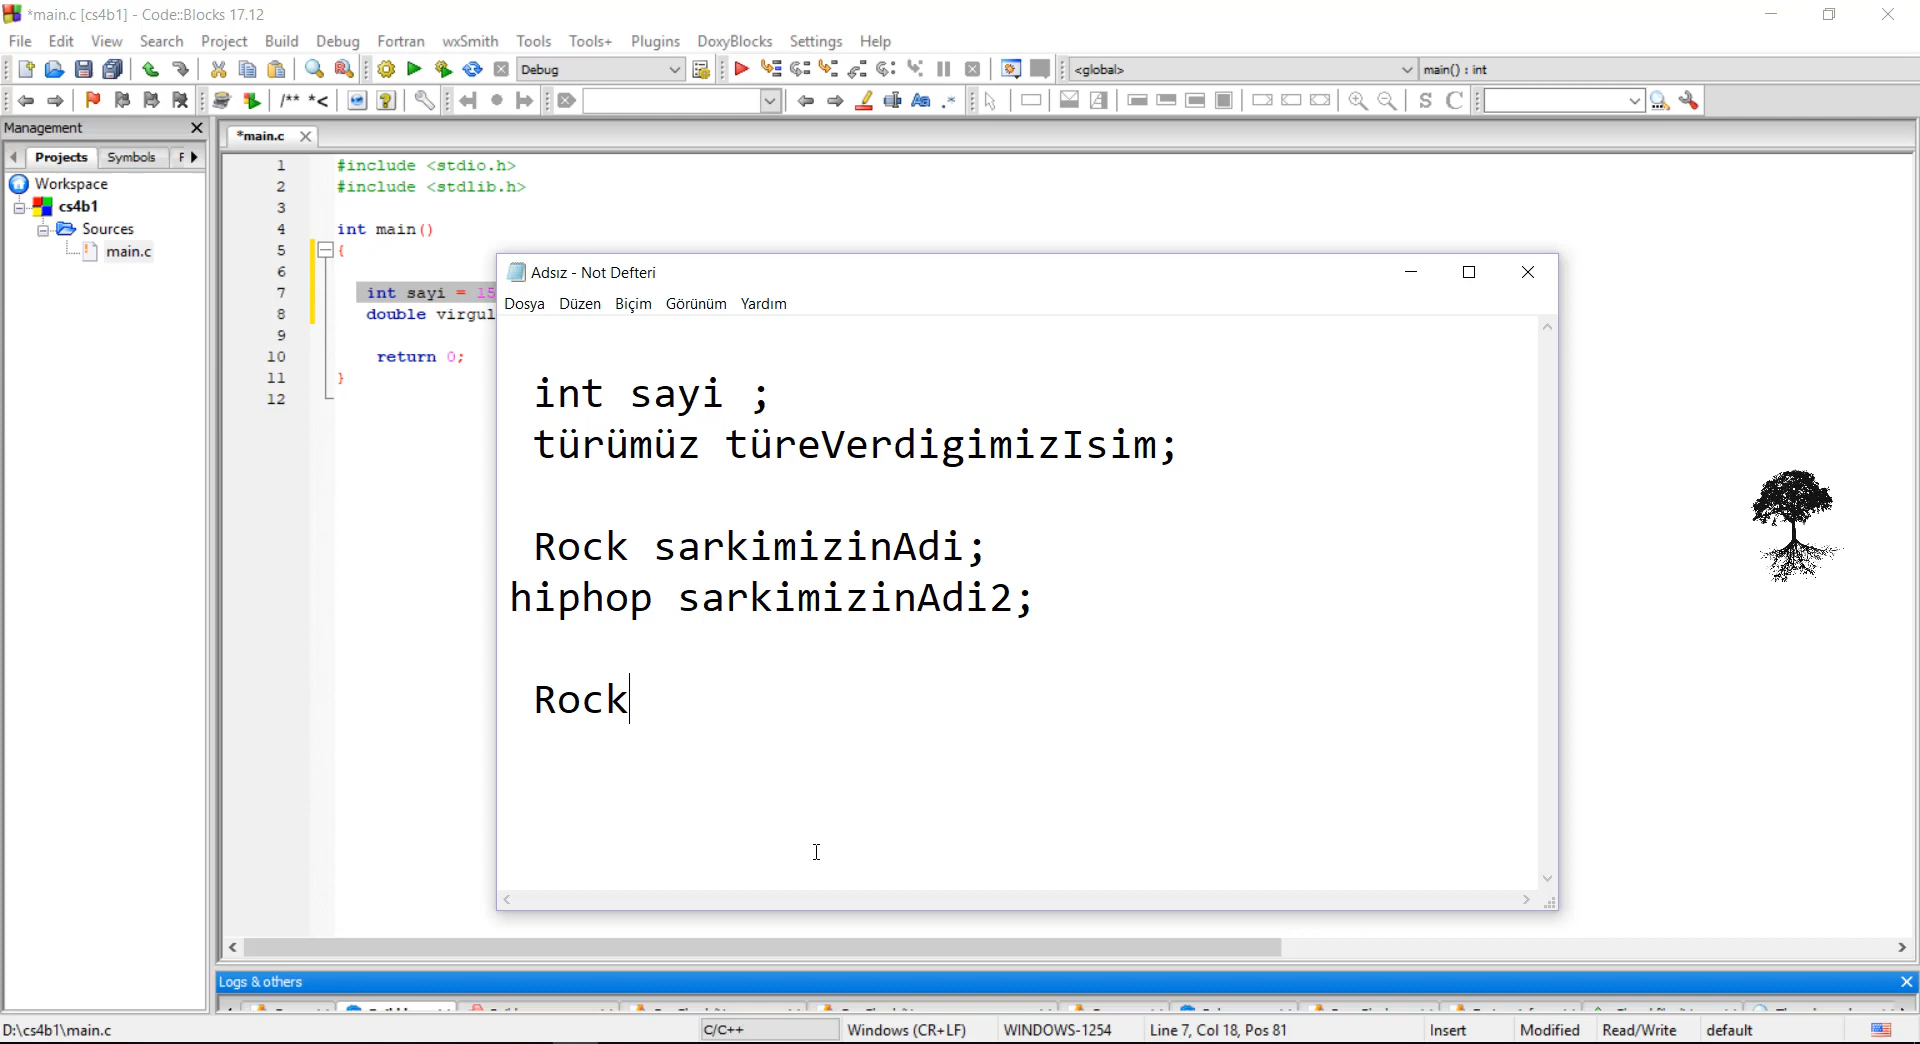 *main.c [cs4b1] - Code::Blocks 17.12
File Edit View Search Project Build Debug Fortran wxSmith Tools Tools+ Plugins DoxyBlocks Settings Help
Debug <global> main() : int
/** *<
Management
*main.c
Projects Symbols F
Workspace
cs4b1
Sources
main.c
1 #include <stdio.h>
2 #include <stdlib.h>
3
4 int main()
5 {
6
7 int sayi = 15
8 double virgul
9
10 return 0;
11 }
12
Adsız - Not Defteri
Dosya Düzen Biçim Görünüm Yardım
int sayi ;
türümüz türeVerdigimizIsim;
Rock sarkimizinAdi;
hiphop sarkimizinAdi2;
Rock
Logs & others
D:\cs4b1\main.c C/C++ Windows (CR+LF) WINDOWS-1254 Line 7, Col 18, Pos 81 Insert Modified Read/Write default